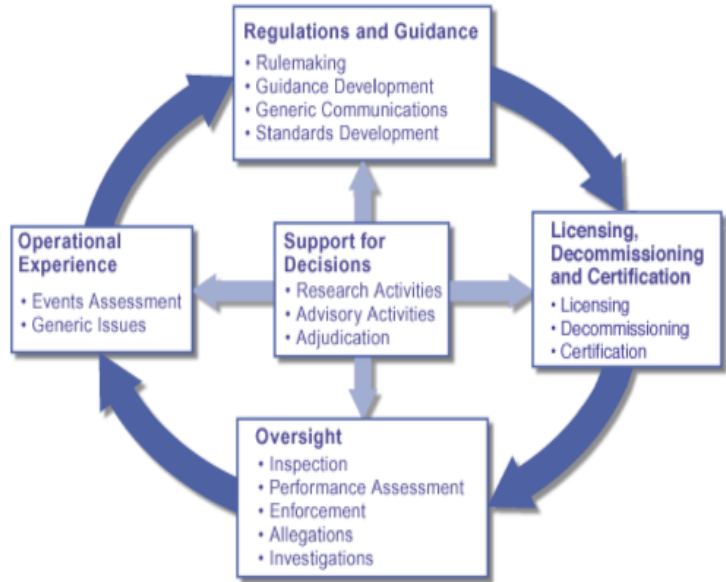 Regulations and Guidance
• Rulemaking
• Guidance Development
• Generic Communications
• Standards Development
Operational
Experience
• Events Assessment
• Generic Issues
Support for
Decisions
• Research Activities
• Advisory Activities
• Adjudication
Licensing,
Decommissioning
and Certification
• Licensing
• Decommissioning
• Certification
Oversight
• Inspection
• Performance Assessment
• Enforcement
• Allegations
• Investigations